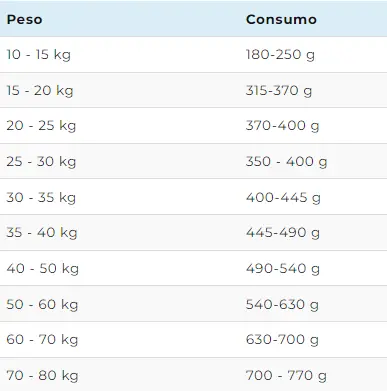 Peso Consumo
10 - 15 kg 180-250 g
15 - 20 kg 315-370 g
20 - 25 kg 370-400 g
25 - 30 kg 350 - 400 g
30 - 35 kg 400-445 g
35 - 40 kg 445-490 g
40 - 50 kg 490-540 g
50 - 60 kg 540-630 g
60 - 70 kg 630-700 g
70 - 80 kg 700 - 770 g